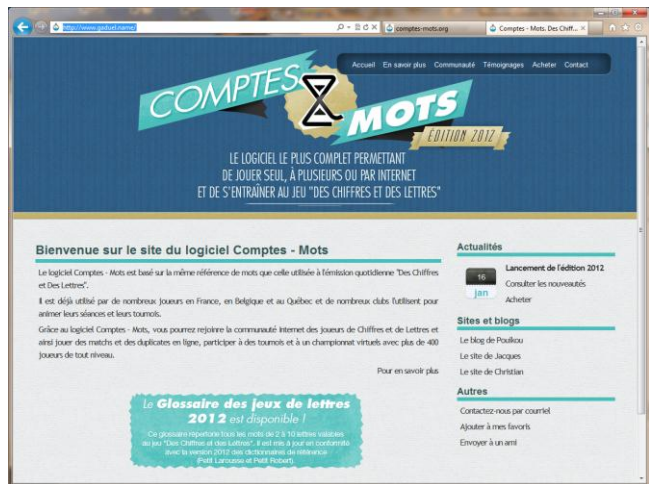 http://www.gaduel.name/
comptes-mots.org
Comptes - Mots. Des Chiff...
Accueil En savoir plus Communauté Témoignages Acheter Contact
COMPTES
MOTS
ÉDITION 2012
LE LOGICIEL LE PLUS COMPLET PERMETTANT
DE JOUER SEUL, À PLUSIEURS OU PAR INTERNET
ET DE S'ENTRAÎNER AU JEU "DES CHIFFRES ET DES LETTRES"
Bienvenue sur le site du logiciel Comptes - Mots
Le logiciel Comptes - Mots est basé sur la même référence de mots que celle utilisée à l'émission quotidienne "Des Chiffres
et Des Lettres".
Il est déjà utilisé par de nombreux joueurs en France, en Belgique et au Québec et de nombreux clubs l'utilisent pour
animer leurs séances et leurs tournois.
Grâce au logiciel Comptes - Mots, vous pourrez rejoindre la communauté internet des joueurs de Chiffres et de Lettres et
ainsi jouer des matchs et des duplicates en ligne, participer à des tournois et à un championnat virtuels avec plus de 400
joueurs de tout niveau.
Pour en savoir plus
Le Glossaire des jeux de lettres
2012 est disponible !
Ce glossaire répertorie tous les mots de 2 à 10 lettres valables
au jeu "Des Chiffres et des Lettres". Il est mis à jour en conformité
avec la version 2012 des dictionnaires de référence
(Petit Larousse et Petit Robert).
Actualités
16
jan
Lancement de l'édition 2012
Consulter les nouveautés
Acheter
Sites et blogs
Le blog de Poulkou
Le site de Jacques
Le site de Christian
Autres
Contactez-nous par courriel
Ajouter à mes favoris
Envoyer à un ami